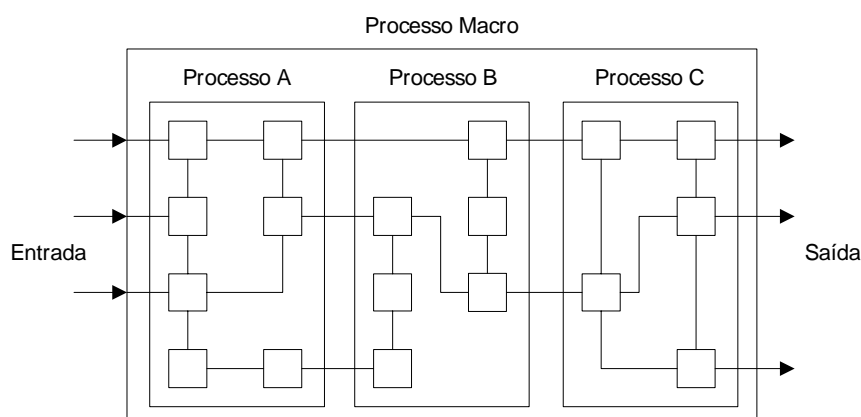 Processo Macro
Processo A
Processo B
Processo C
Entrada
Saída